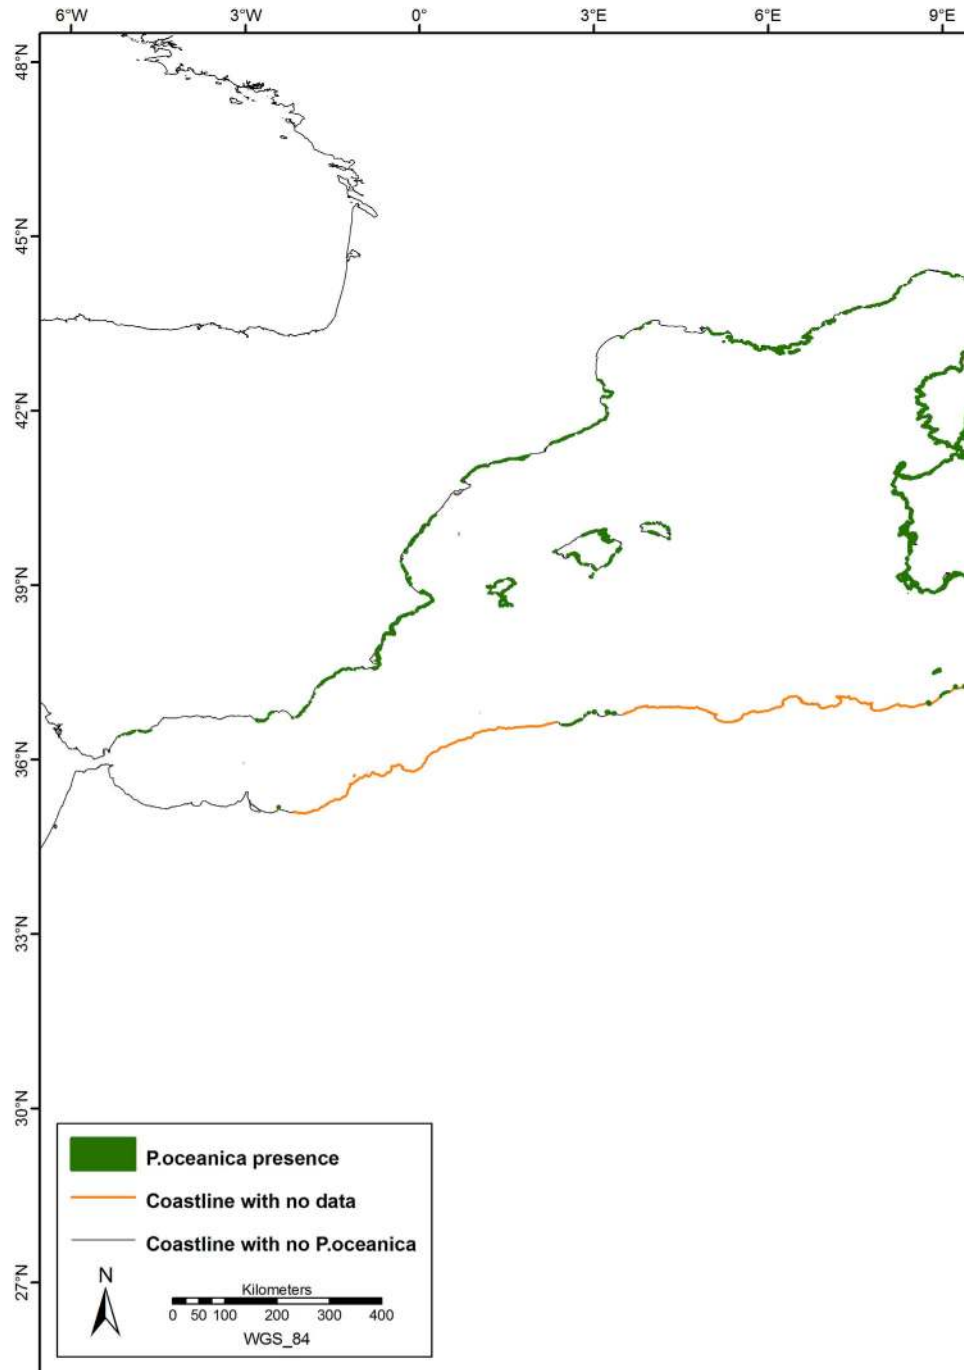 6°W 3°W 0° 3°E 6°E 9°E
48°N
45°N
42°N
39°N
36°N
33°N
30°N
27°N
P.oceanica presence
Coastline with no data
Coastline with no P.oceanica
N
Kilometers
0 50 100 200 300 400
WGS_84